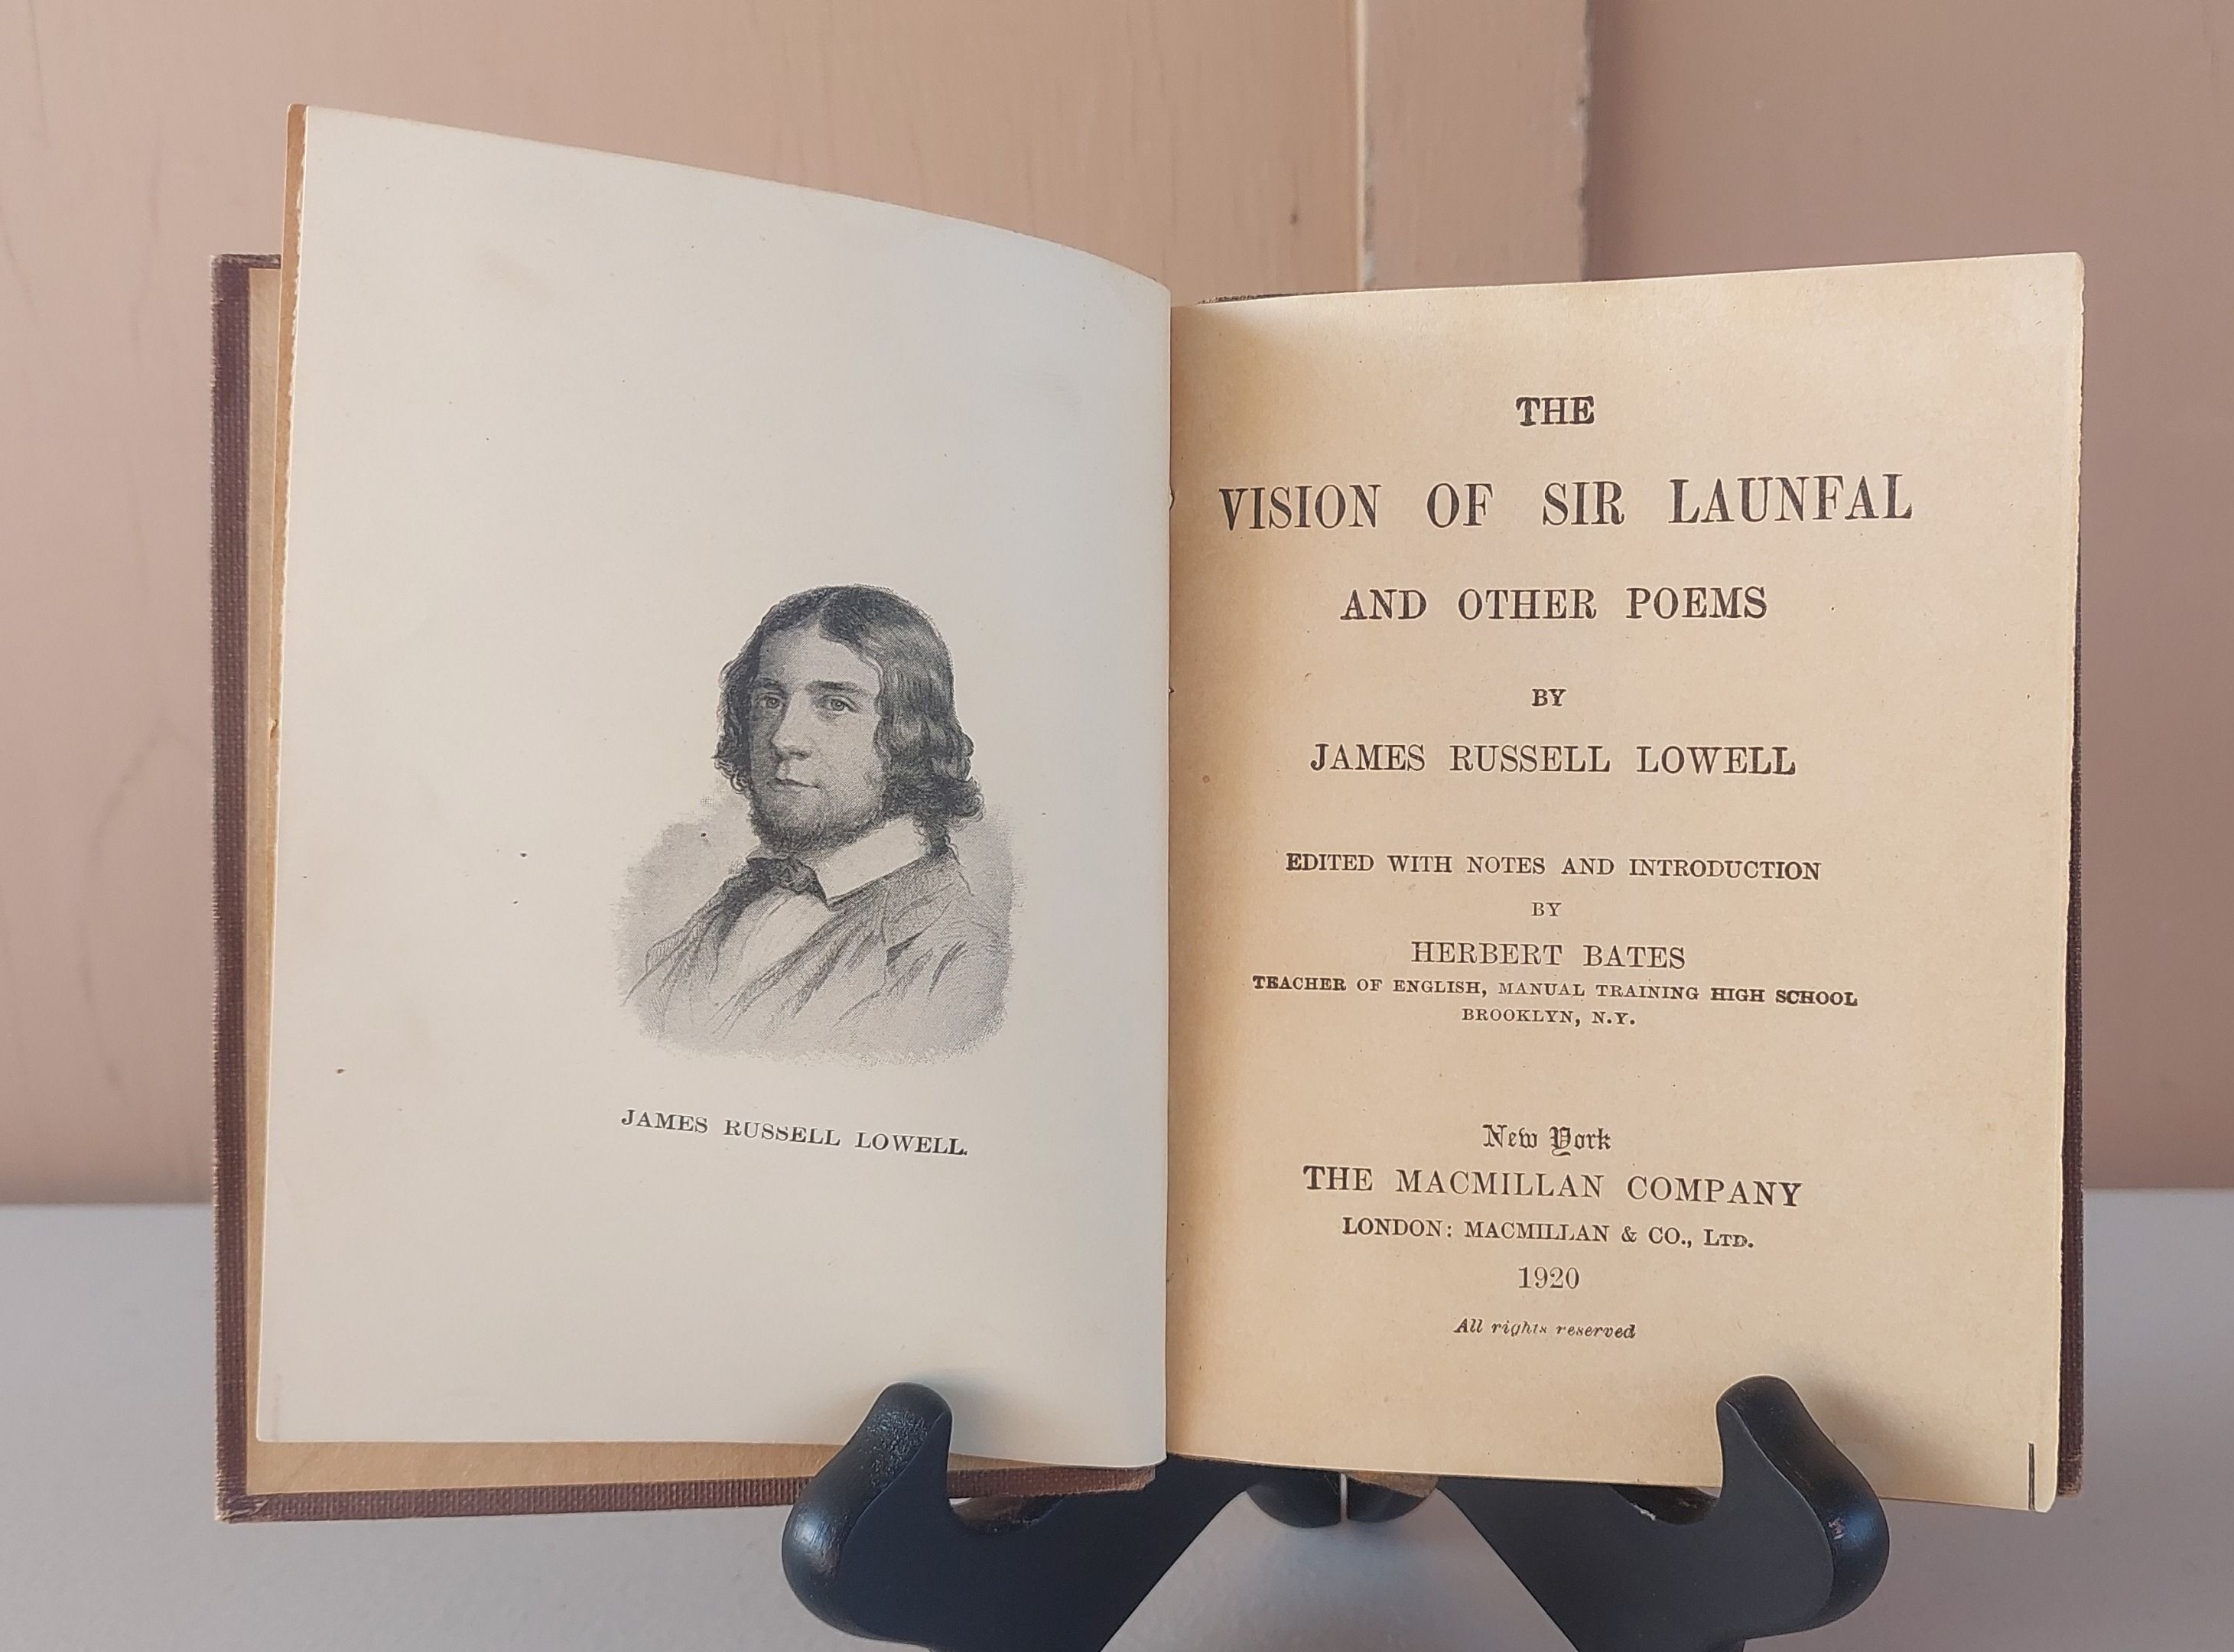 JAMES RUSSELL LOWELL.
THE
VISION OF SIR LAUNFAL
AND OTHER POEMS
BY
JAMES RUSSELL LOWELL
EDITED WITH NOTES AND INTRODUCTION
BY
HERBERT BATES
TEACHER OF ENGLISH, MANUAL TRAINING HIGH SCHOOL
BROOKLYN, N.Y.
New York
THE MACMILLAN COMPANY
LONDON: MACMILLAN & CO., LTD.
1920
All rights reserved